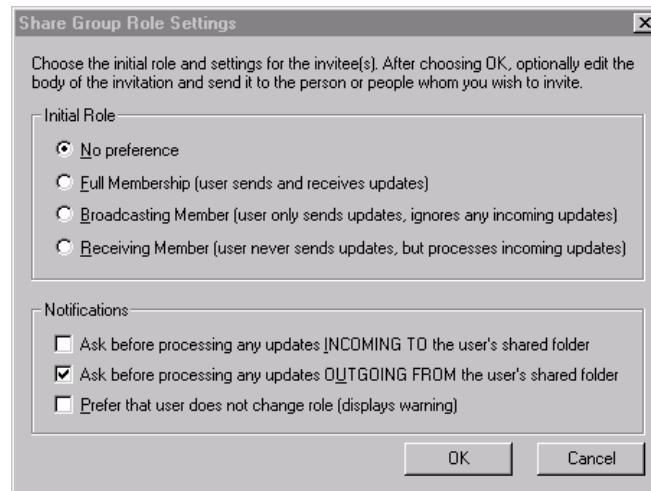 Share Group Role Settings
Choose the initial role and settings for the invitee(s). After choosing OK, optionally edit the
body of the invitation and send it to the person or people whom you wish to invite.
Initial Role
No preference
Full Membership (user sends and receives updates)
Broadcasting Member (user only sends updates, ignores any incoming updates)
Receiving Member (user never sends updates, but processes incoming updates)
Notifications
Ask before processing any updates INCOMING TO the user's shared folder
Ask before processing any updates OUTGOING FROM the user's shared folder
Prefer that user does not change role (displays warning)
OK Cancel